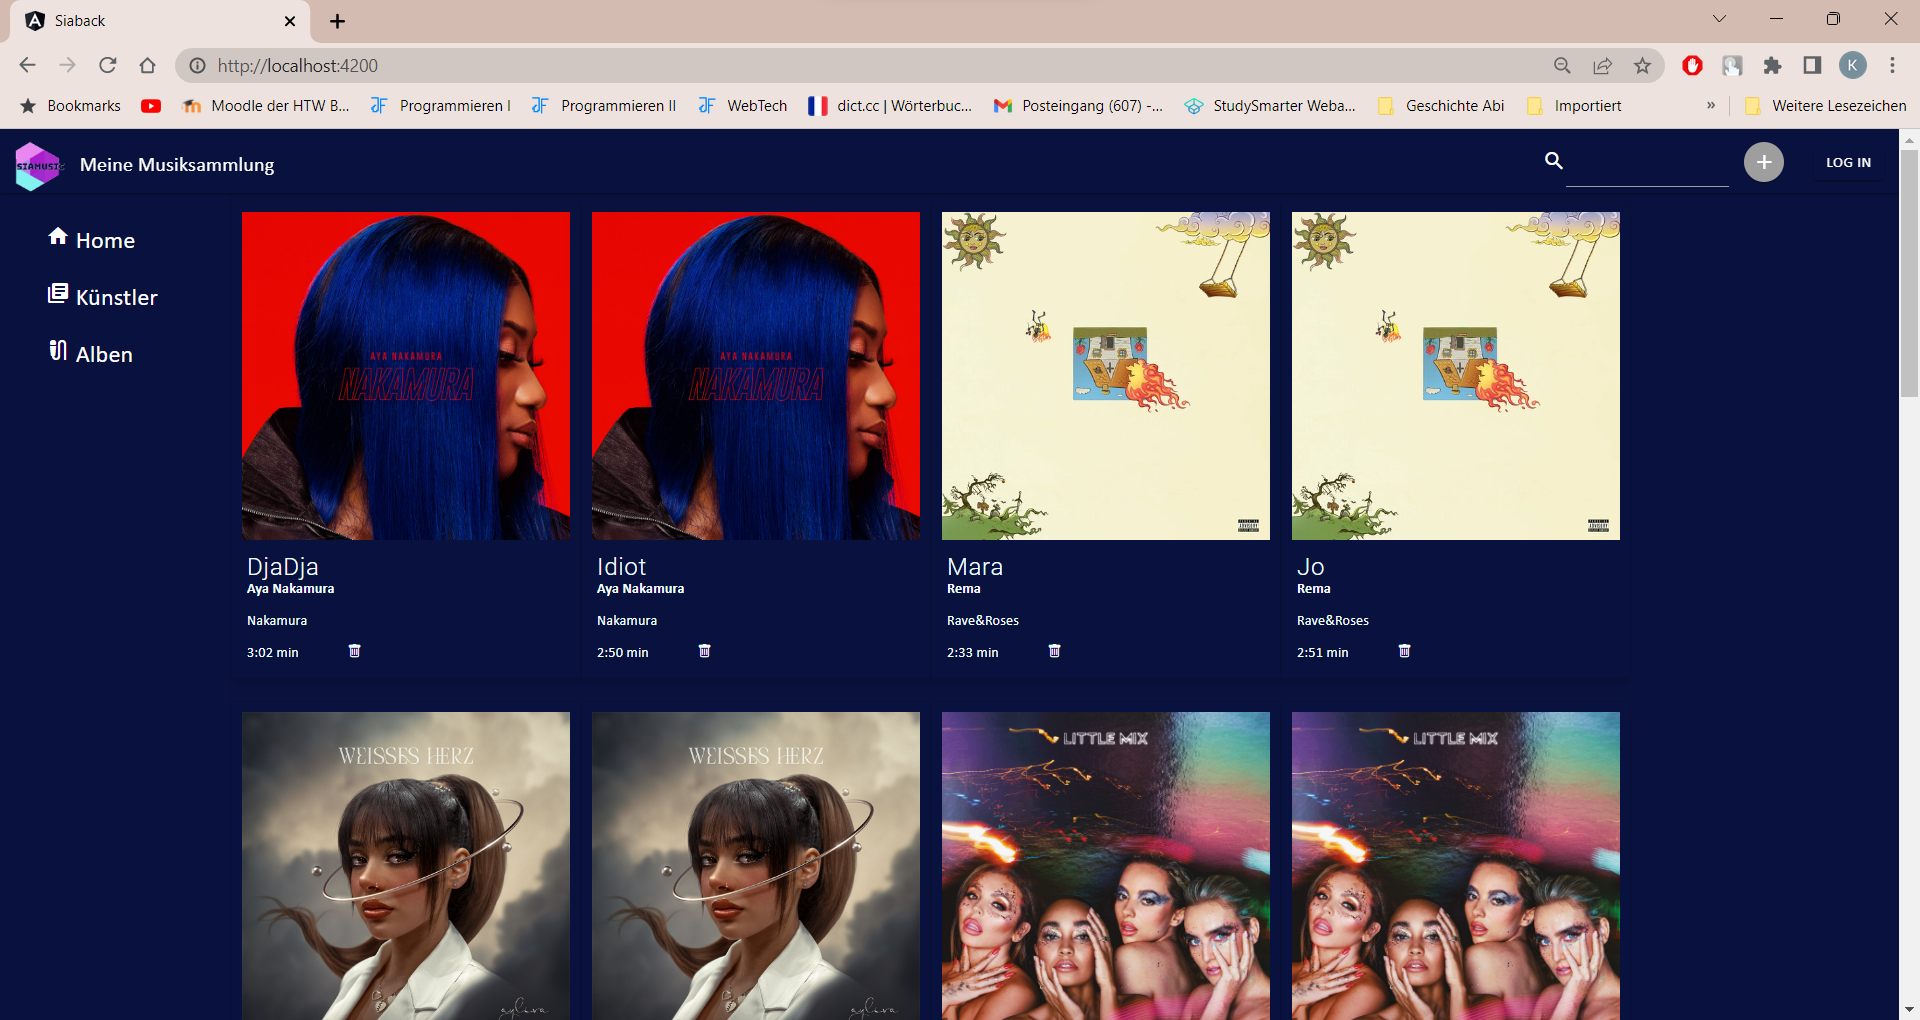 Siaback
http://localhost:4200
K
Bookmarks
Moodle der HTW B...
Programmieren I
Programmieren II
WebTech
dict.cc | Wörterbuc...
Posteingang (607) -...
StudySmarter Weba...
Geschichte Abi
Importiert
»
Weitere Lesezeichen
SIAMUSIC
Meine Musiksammlung
LOG IN
Home
Künstler
Alben
AYA NAKAMURA
NAKAMURA
AYA NAKAMURA
NAKAMURA
DjaDja
Aya Nakamura
Nakamura
3:02 min
Idiot
Aya Nakamura
Nakamura
2:50 min
Mara
Rema
Rave&Roses
2:33 min
Jo
Rema
Rave&Roses
2:51 min
WEISSES HERZ
WEISSES HERZ
LITTLE MIX
LITTLE MIX
ayliva
ayliva